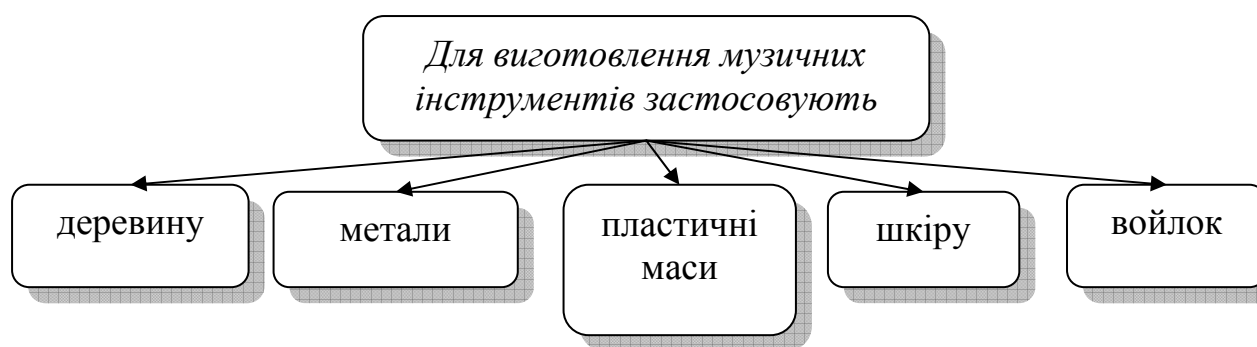 Для виготовлення музичних
інструментів застосовують
деревину
метали
пластичні
маси
шкіру
войлок